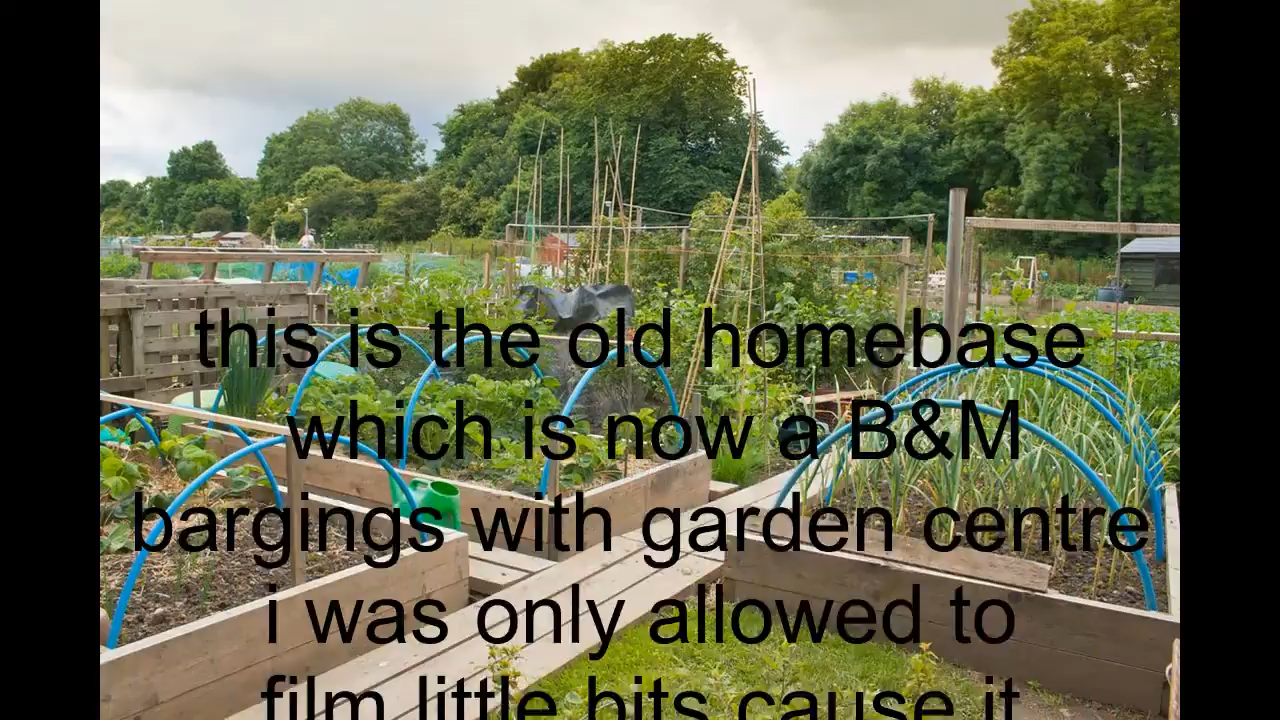 this is the old homebase
which is now a B&M
bargings with garden centre
i was only allowed to
film little bits cause it